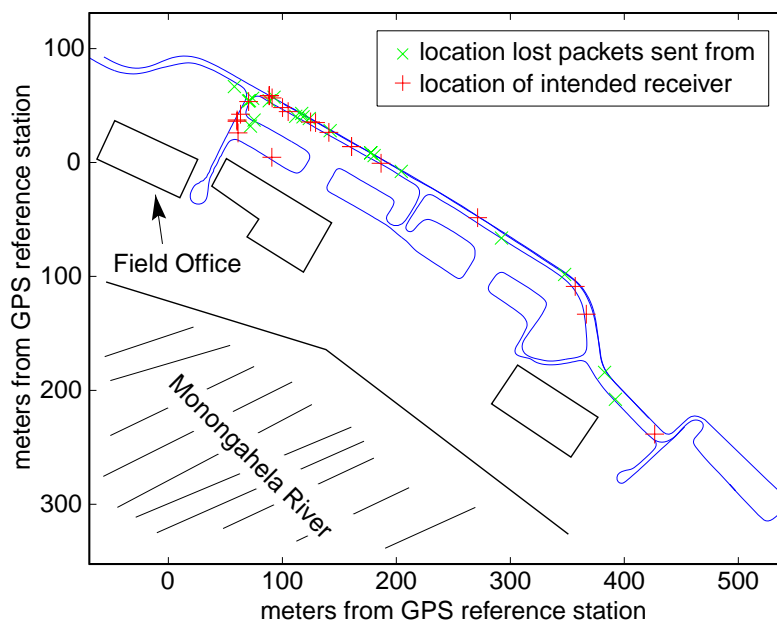 100
0
100
200
300
meters from GPS reference station
location lost packets sent from
location of intended receiver
Field Office
Monongahela River
0 100 200 300 400 500
meters from GPS reference station